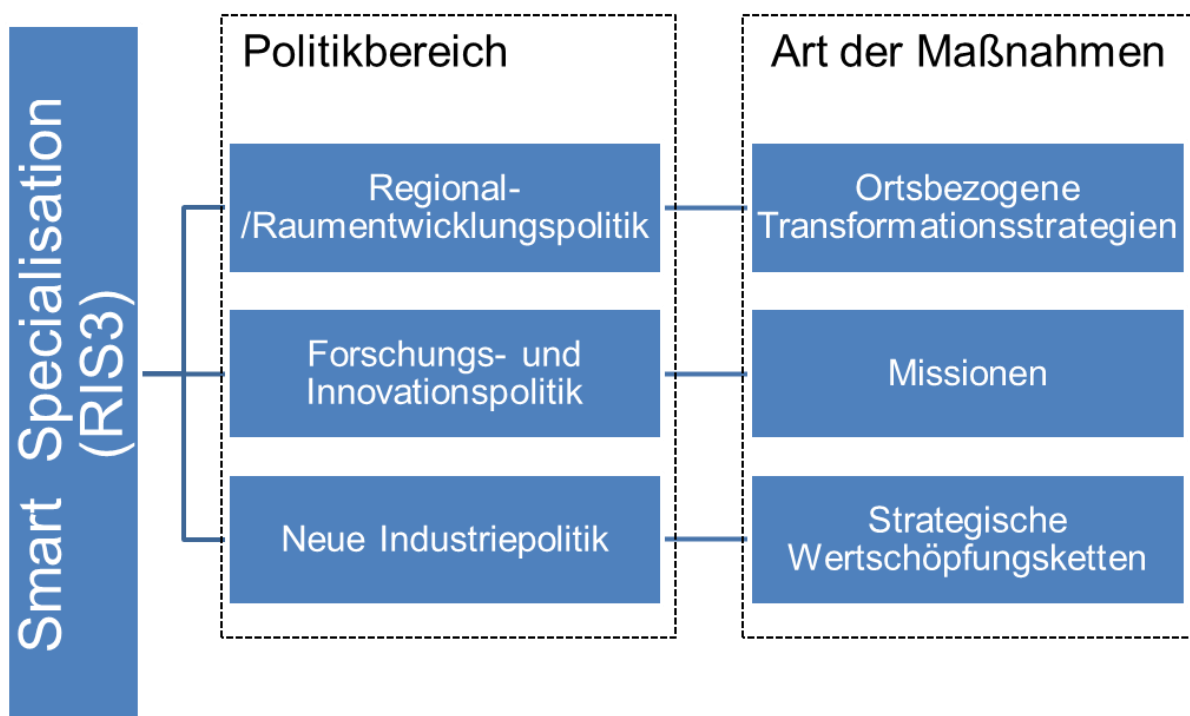 Smart Specialisation
(RIS3)
Politikbereich
Regional-
/Raumentwicklungspolitik
Forschungs- und
Innovationspolitik
Neue Industriepolitik
Art der Maßnahmen
Ortsbezogene
Transformationsstrategien
Missionen
Strategische
Wertschöpfungsketten